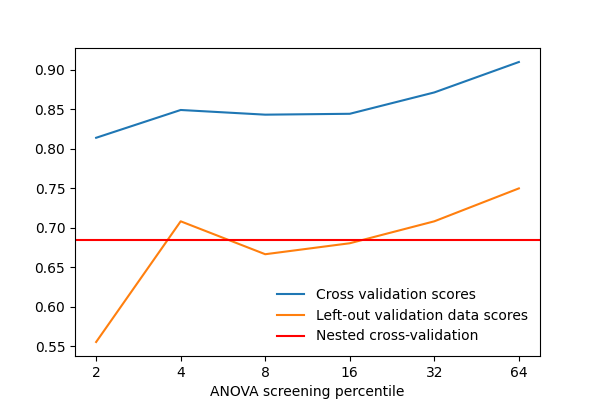 0.90
0.85
0.80
0.75
0.70
0.65
0.60
0.55
Cross validation scores
Left-out validation data scores
Nested cross-validation
2 4 8 16 32 64
ANOVA screening percentile